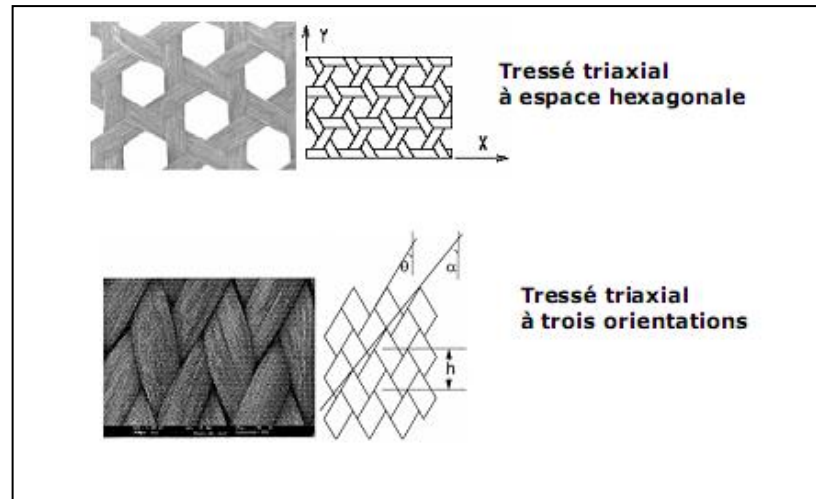 Y
X
Tressé triaxial
à espace hexagonale
θ
α
h
Tressé triaxial
à trois orientations